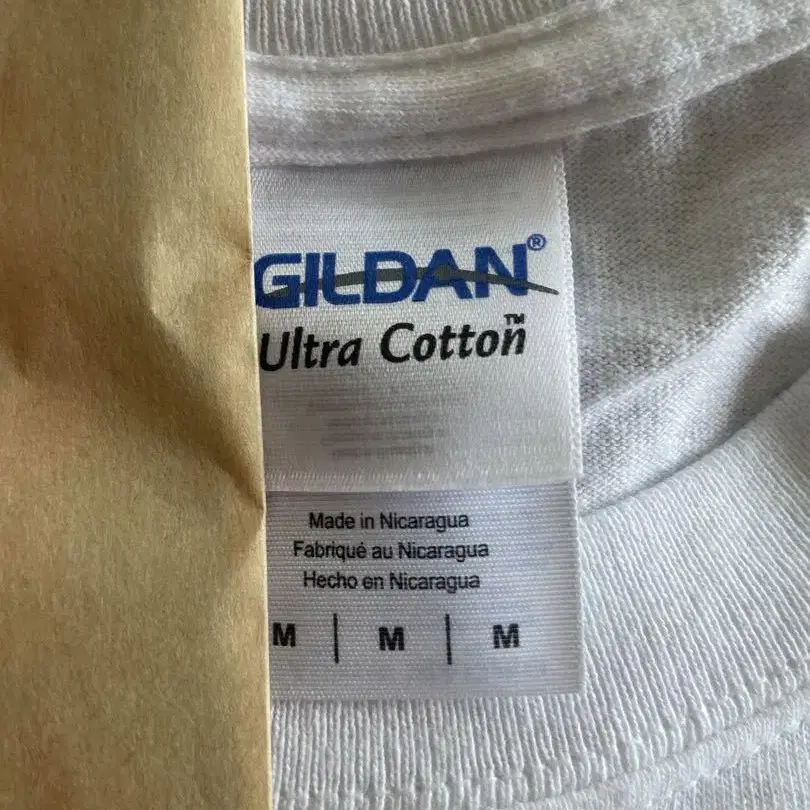 GILDAN®
Ultra Cotton™
Made in Nicaragua
Fabriqué au Nicaragua
Hecho en Nicaragua
M | M | M